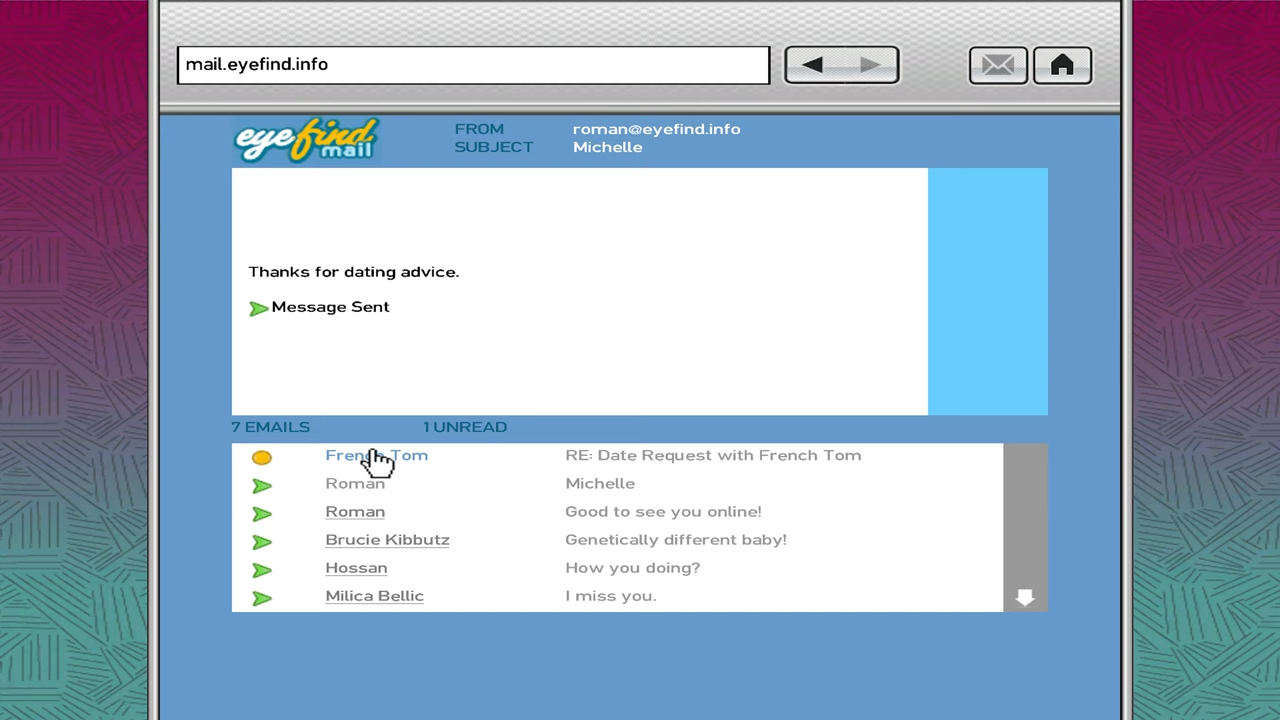 mail.eyefind.info
eyefind mail
FROM roman@eyefind.info
SUBJECT Michelle
Thanks for dating advice.
Message Sent
7 EMAILS 1 UNREAD
French Tom RE: Date Request with French Tom
Roman Michelle
Roman Good to see you online!
Brucie Kibbutz Genetically different baby!
Hossan How you doing?
Milica Bellic I miss you.